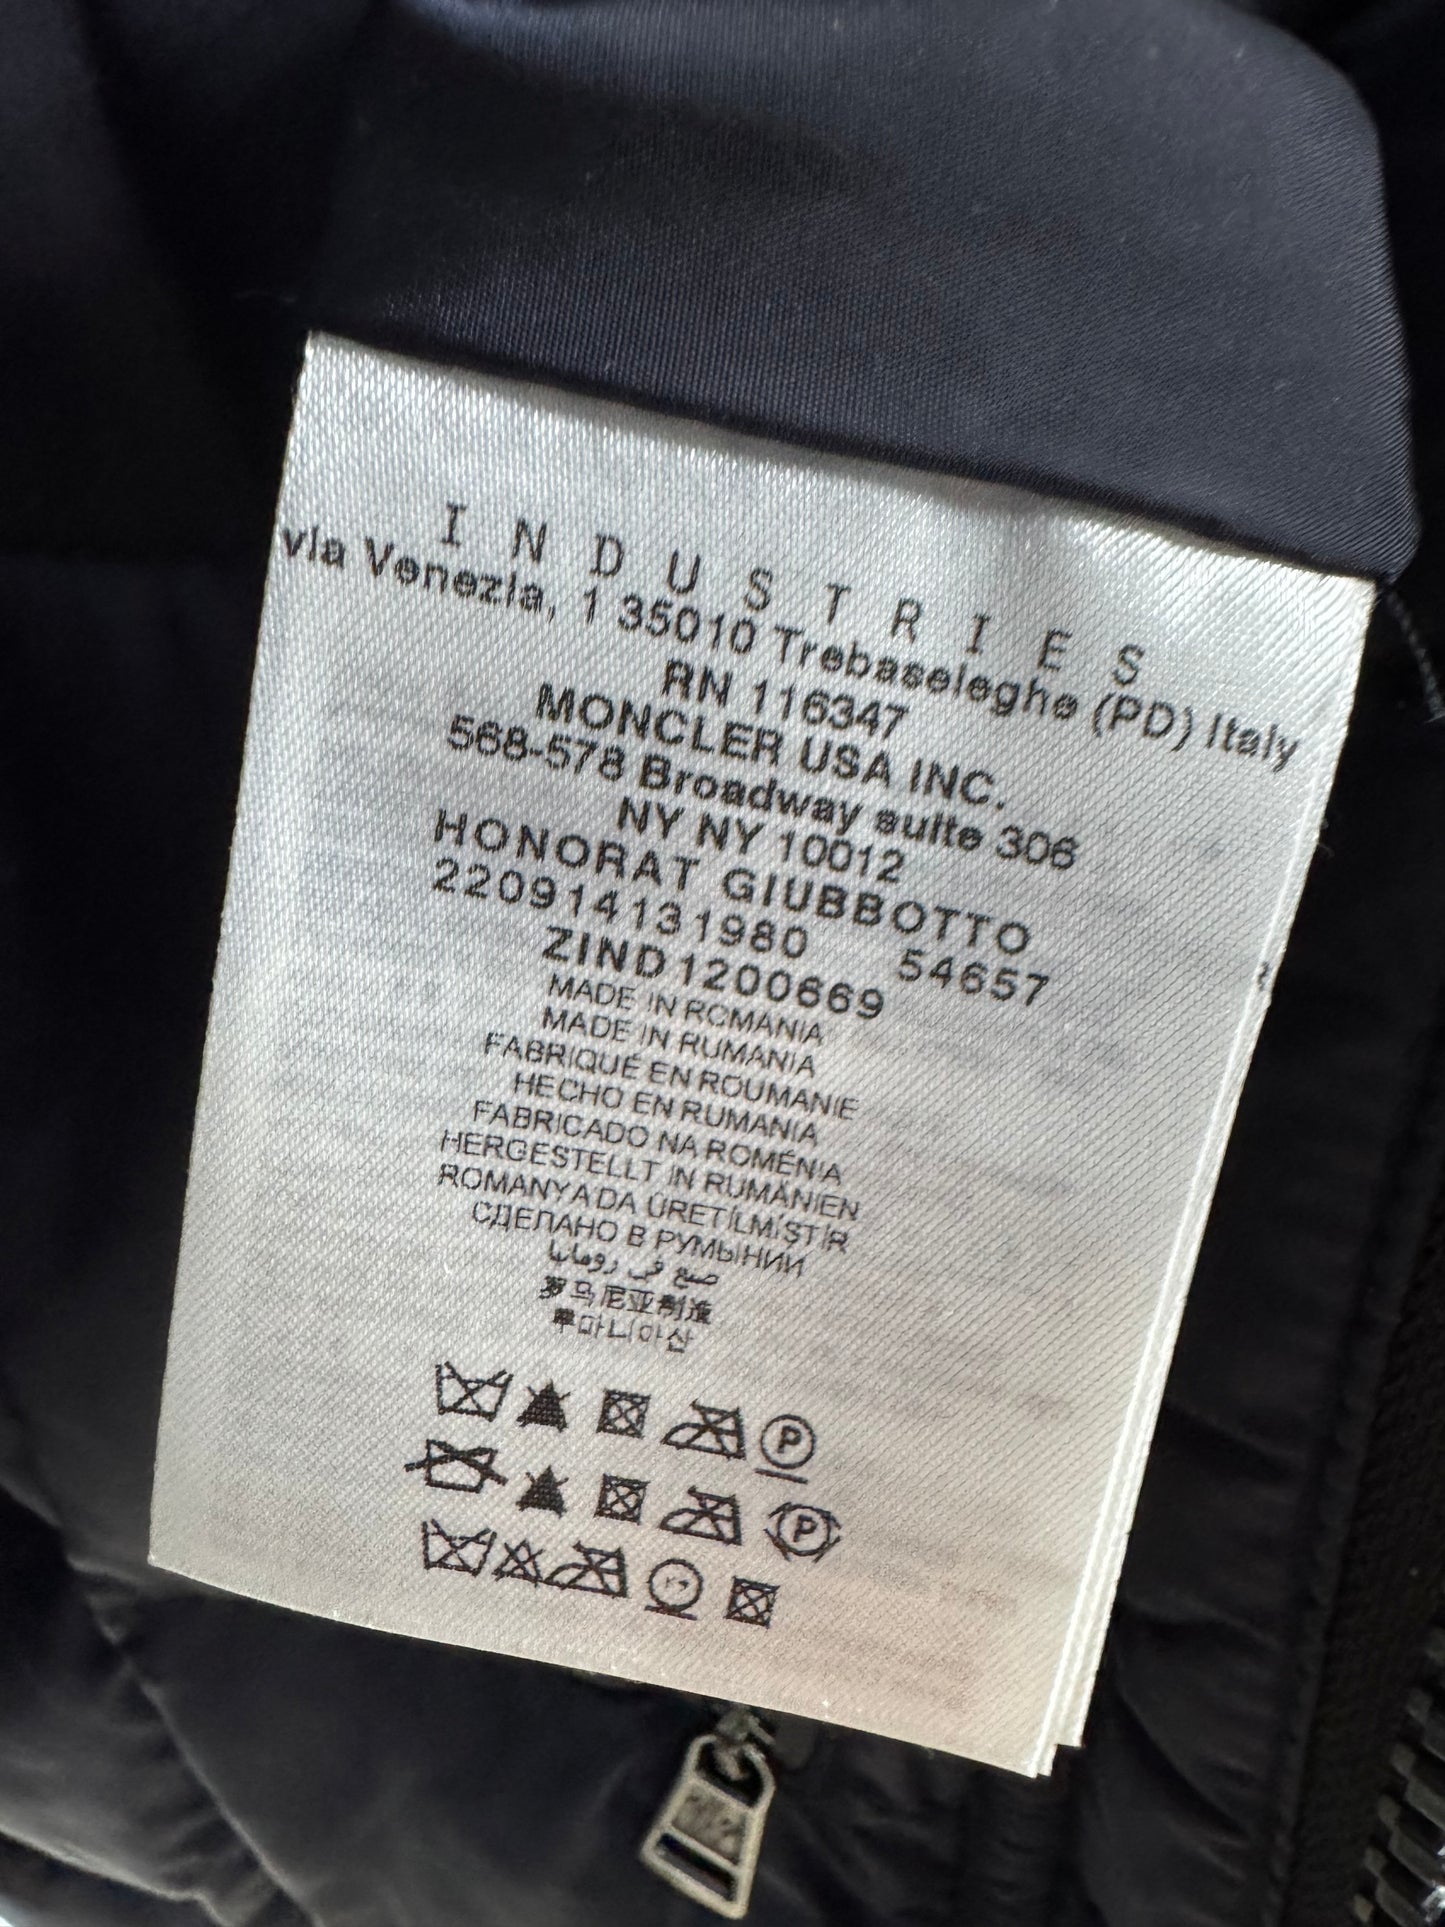 INDUSTRIES
via Venezia, 1 35010 Trebaseleghe (PD) Italy
RN 116347
MONCLER USA INC.
568-578 Broadway suite 306
NY NY 10012
HONORAT GIUBBOTTO
220914131980 54657
ZIND1200669
MADE IN ROMANIA
MADE IN RUMANIA
FABRIQUÉ EN ROUMANIE
HECHO EN RUMANIA
FABRICADO NA ROMÉNIA
HERGESTELLT IN RUMÄNIEN
ROMANYADA ÜRETİLMİSTİR
СДЕЛАНО В РУМЫНИИ
صنع في رومانيا
罗马尼亚制造
루마니아산
P
P